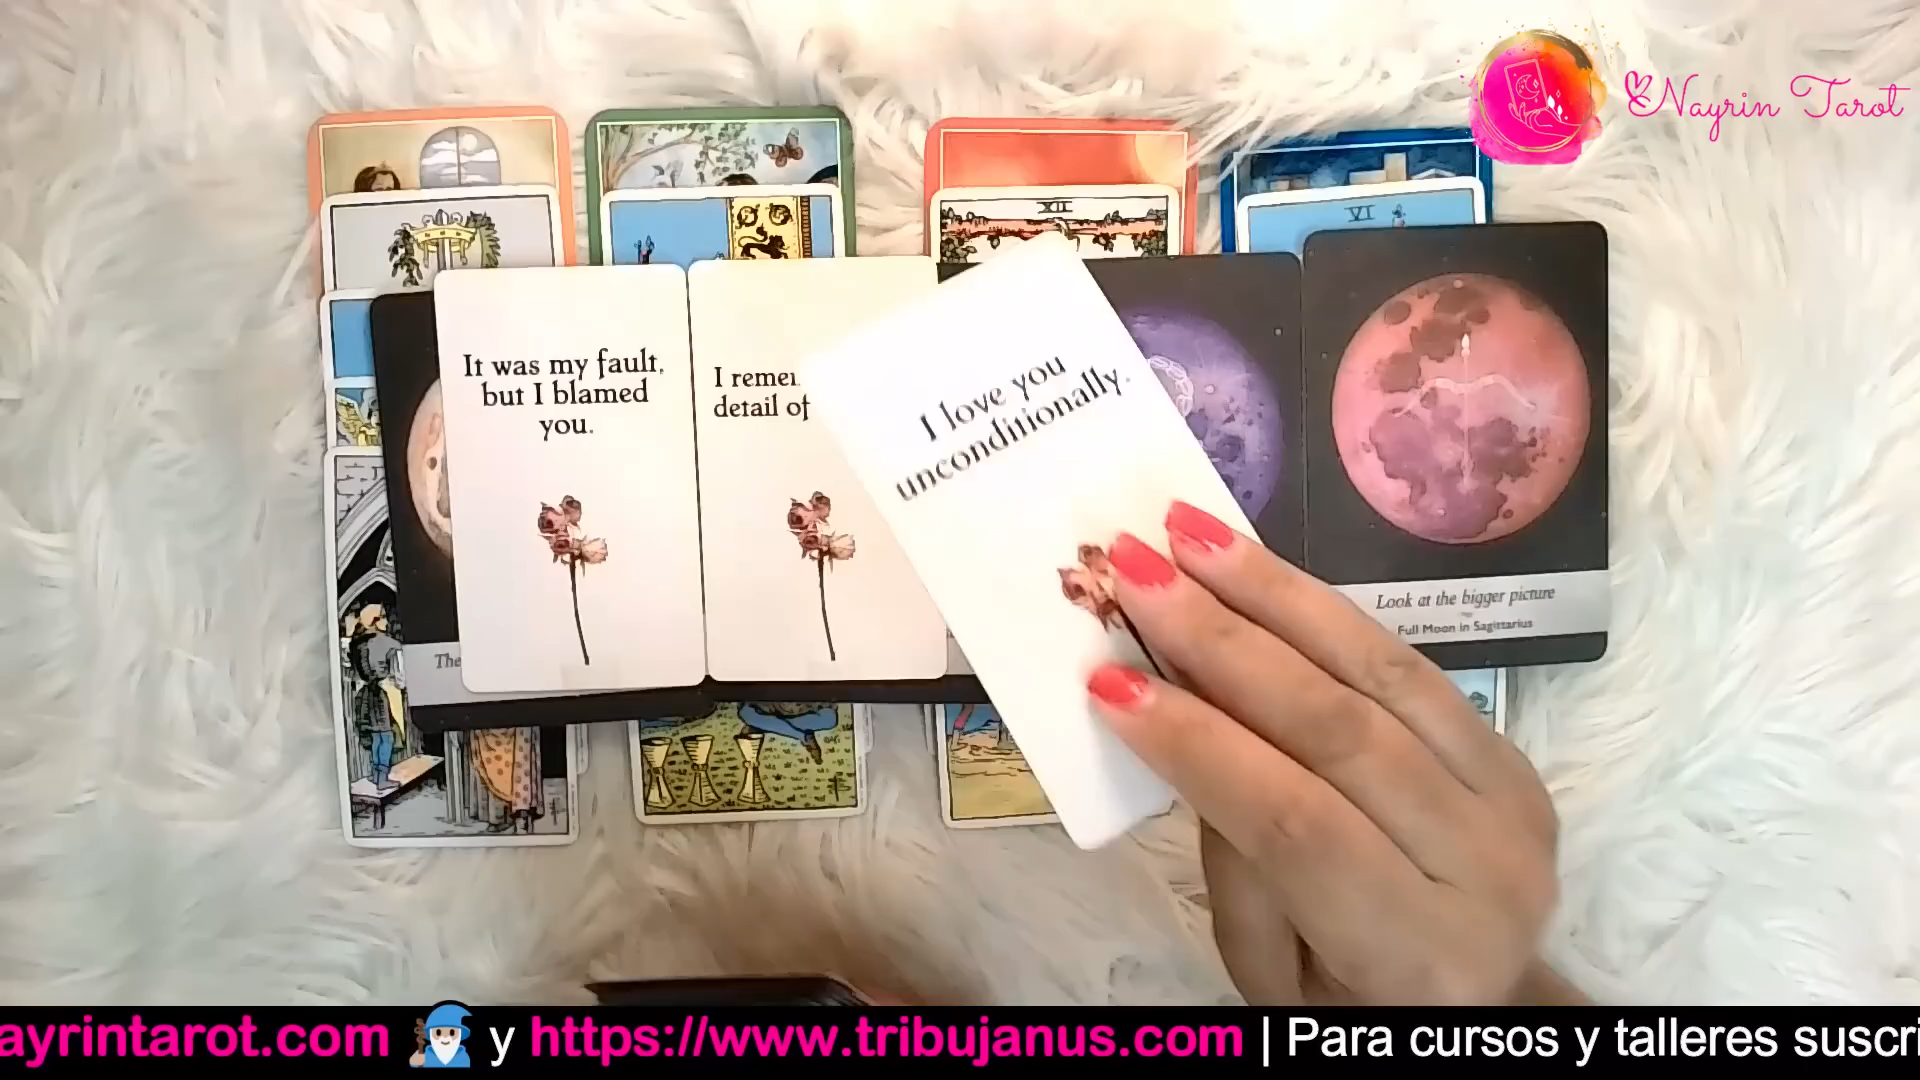 Nayrin Tarot
XII
VI
It was my fault,
but I blamed
you.
I remem
detail of
I love you
unconditionally.
The
Look at the bigger picture
Full Moon in Sagittarius
ayrintarot.com y https://www.tribujanus.com | Para cursos y talleres suscri